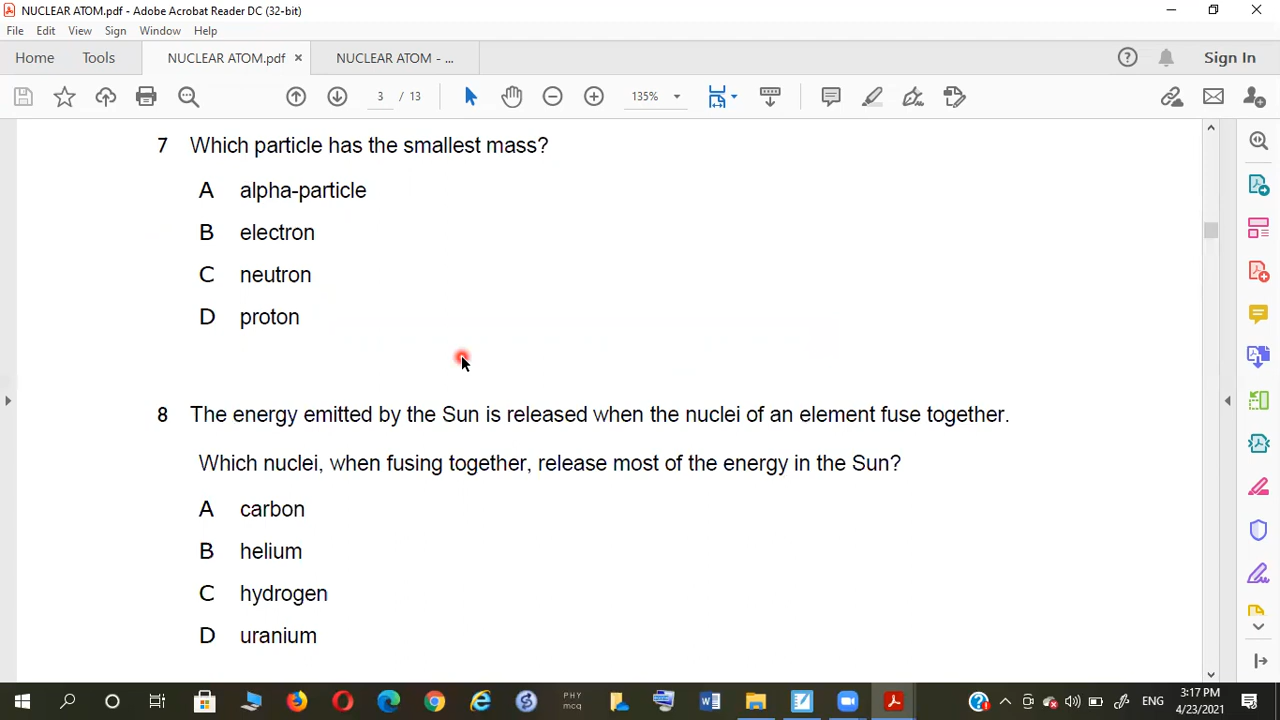 NUCLEAR ATOM.pdf - Adobe Acrobat Reader DC (32-bit)
File Edit View Sign Window Help
Home Tools NUCLEAR ATOM.pdf × NUCLEAR ATOM - ... Sign In
3 / 13 135%
7 Which particle has the smallest mass?
A alpha-particle
B electron
C neutron
D proton
8 The energy emitted by the Sun is released when the nuclei of an element fuse together.
Which nuclei, when fusing together, release most of the energy in the Sun?
A carbon
B helium
C hydrogen
D uranium
PHY
mcq
ENG
3:17 PM
4/23/2021